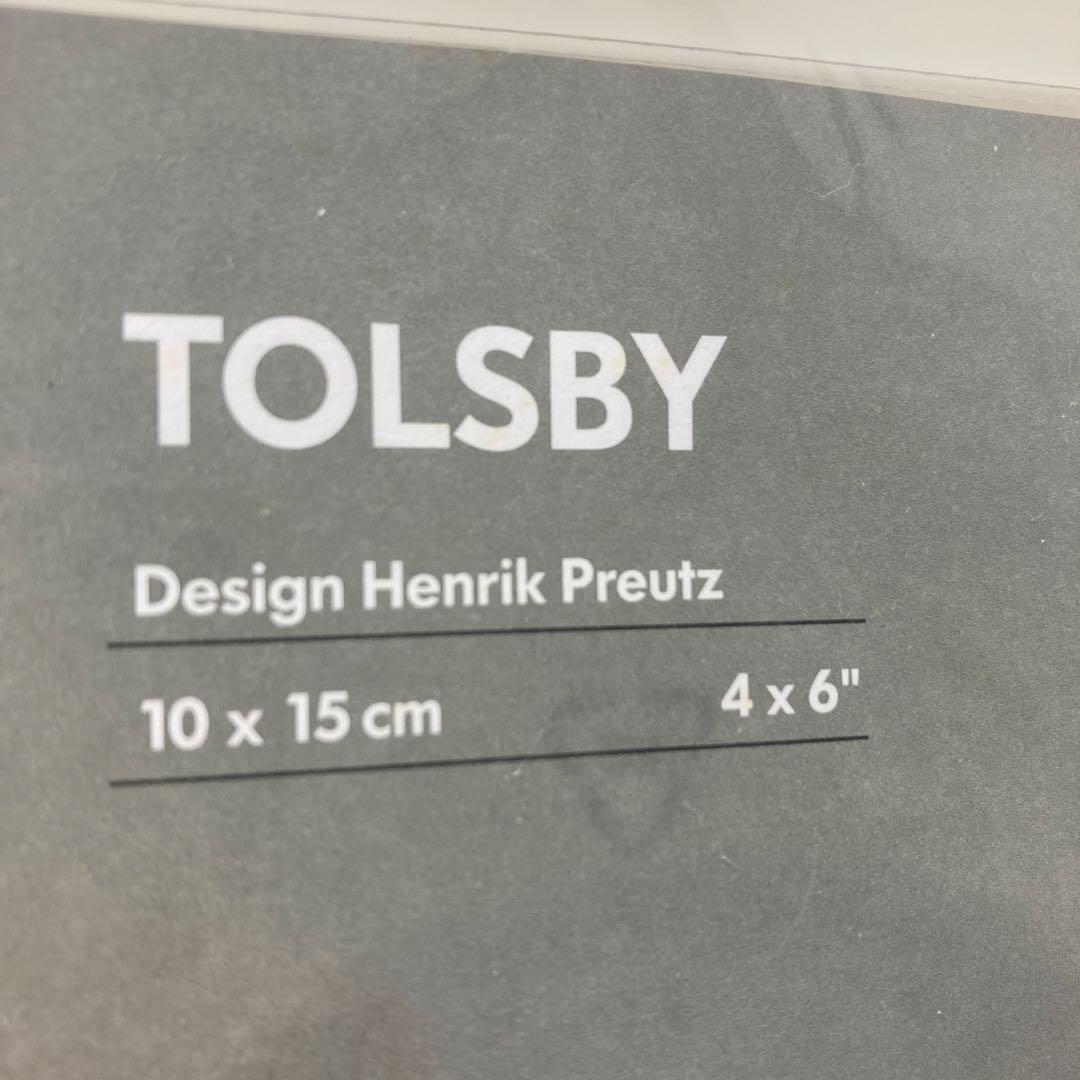 TOLSBY
Design Henrik Preutz
10 x 15 cm 4 x 6"